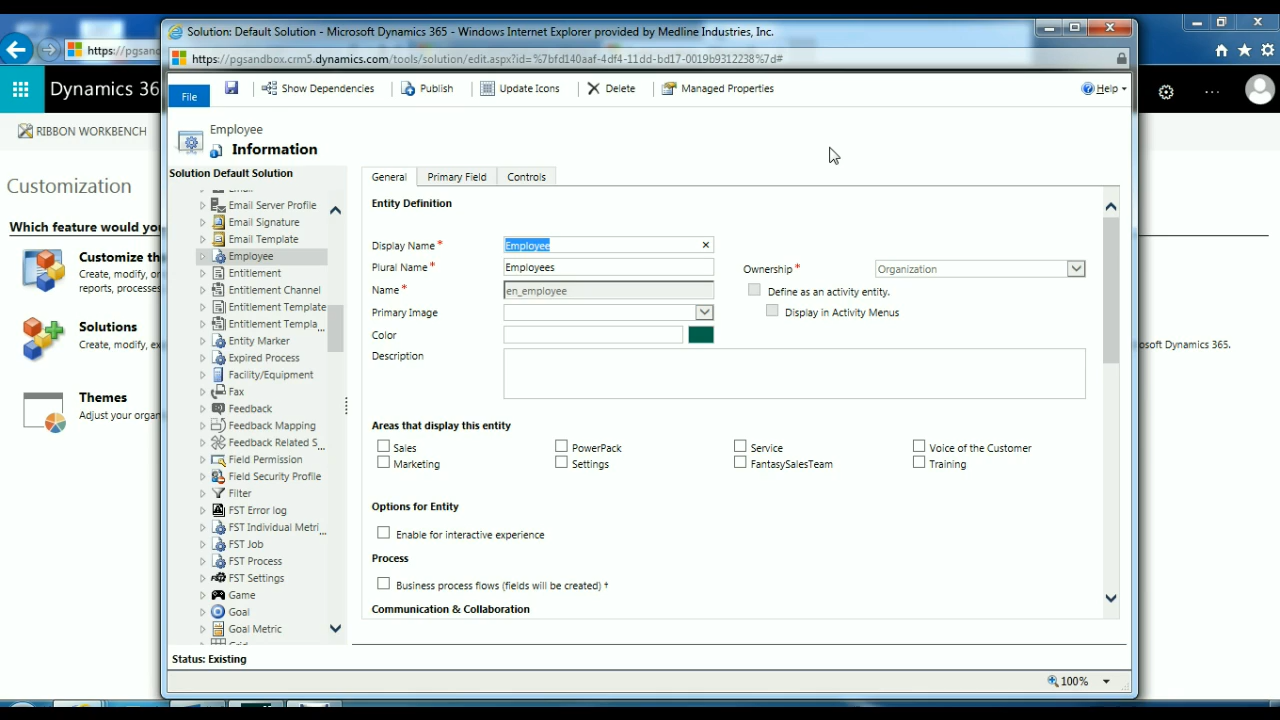 Solution: Default Solution - Microsoft Dynamics 365 - Windows Internet Explorer provided by Medline Industries, Inc.
https://pgsandbox.crm5.dynamics.com/tools/solution/edit.aspx?id=%7bfd140aaf-4df4-11dd-bd17-0019b9312238%7d#
https://pgsandb
Dynamics 36
File
Show Dependencies
Publish
Update Icons
Delete
Managed Properties
Help
RIBBON WORKBENCH
Employee
Information
Customization
Which feature would you
Customize th
Create, modify, or
reports, processes
Solutions
Create, modify, ex
osoft Dynamics 365.
Themes
Adjust your orga
Solution Default Solution
Email Server Profile
Email Signature
Email Template
Employee
Entitlement
Entitlement Channel
Entitlement Template
Entitlement Templa...
Entity Marker
Expired Process
Facility/Equipment
Fax
Feedback
Feedback Mapping
Feedback Related S...
Field Permission
Field Security Profile
Filter
FST Error log
FST Individual Metri...
FST Job
FST Process
FST Settings
Game
Goal
Goal Metric
General
Primary Field
Controls
Entity Definition
Display Name *
Employee
Plural Name *
Employees
Ownership *
Organization
Name *
en_employee
Define as an activity entity.
Primary Image
Display in Activity Menus
Color
Description
Areas that display this entity
Sales
PowerPack
Service
Voice of the Customer
Marketing
Settings
FantasySalesTeam
Training
Options for Entity
Enable for interactive experience
Process
Business process flows (fields will be created) †
Communication & Collaboration
Status: Existing
100%